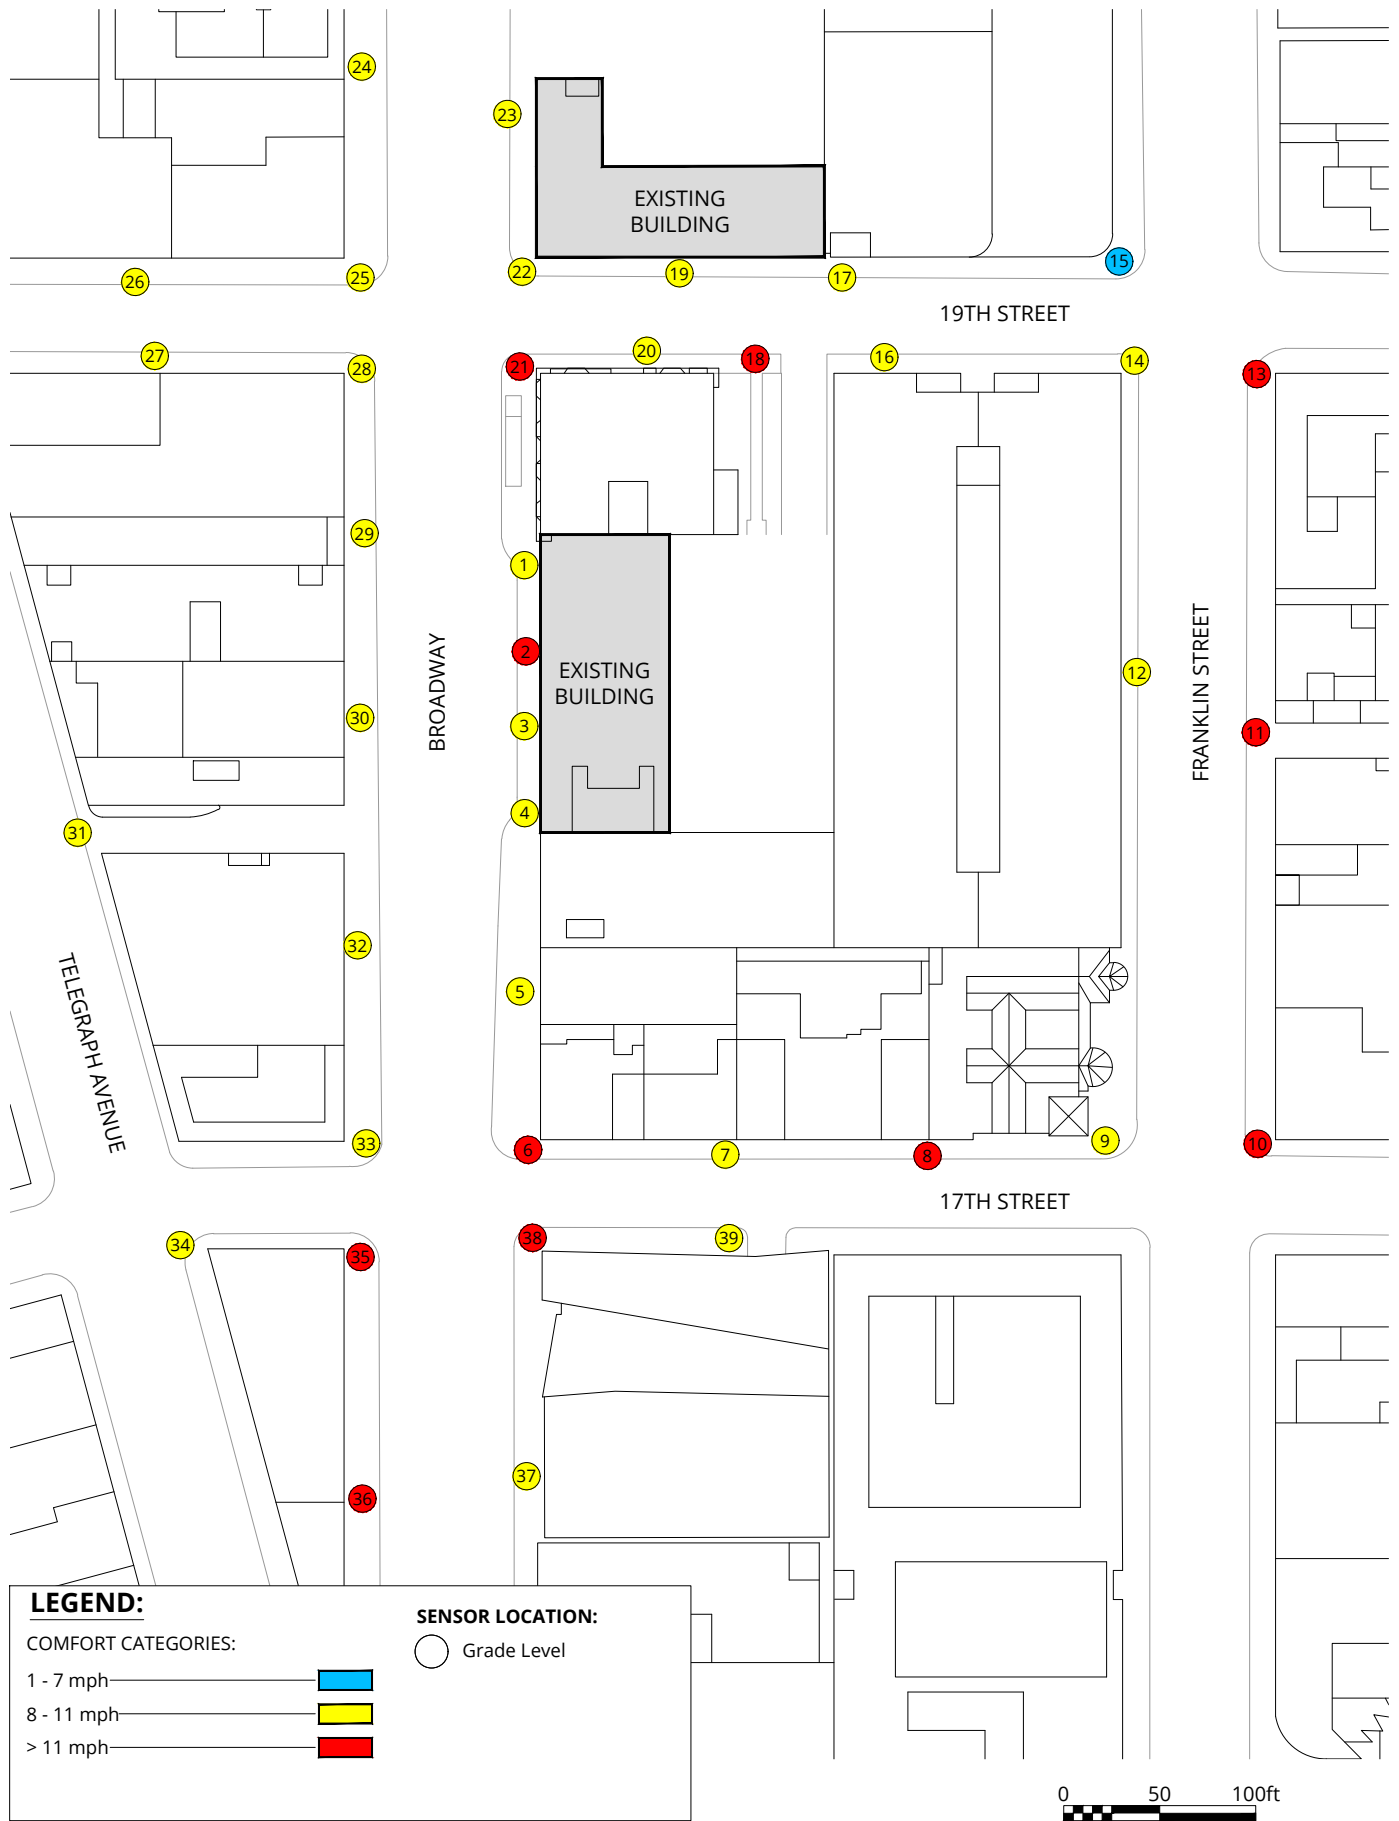 24
23
EXISTING
BUILDING
22
19
17
15
25
26
19TH STREET
27
28
21
20
18
16
14
13
29
1
2
EXISTING
BUILDING
3
4
30
BROADWAY
12
FRANKLIN STREET
11
31
32
5
TELEGRAPH AVENUE
33
6
7
8
9
10
17TH STREET
34
35
38
39
37
36
LEGEND:
COMFORT CATEGORIES:
1 - 7 mph
8 - 11 mph
> 11 mph
SENSOR LOCATION:
Grade Level
0 50 100ft